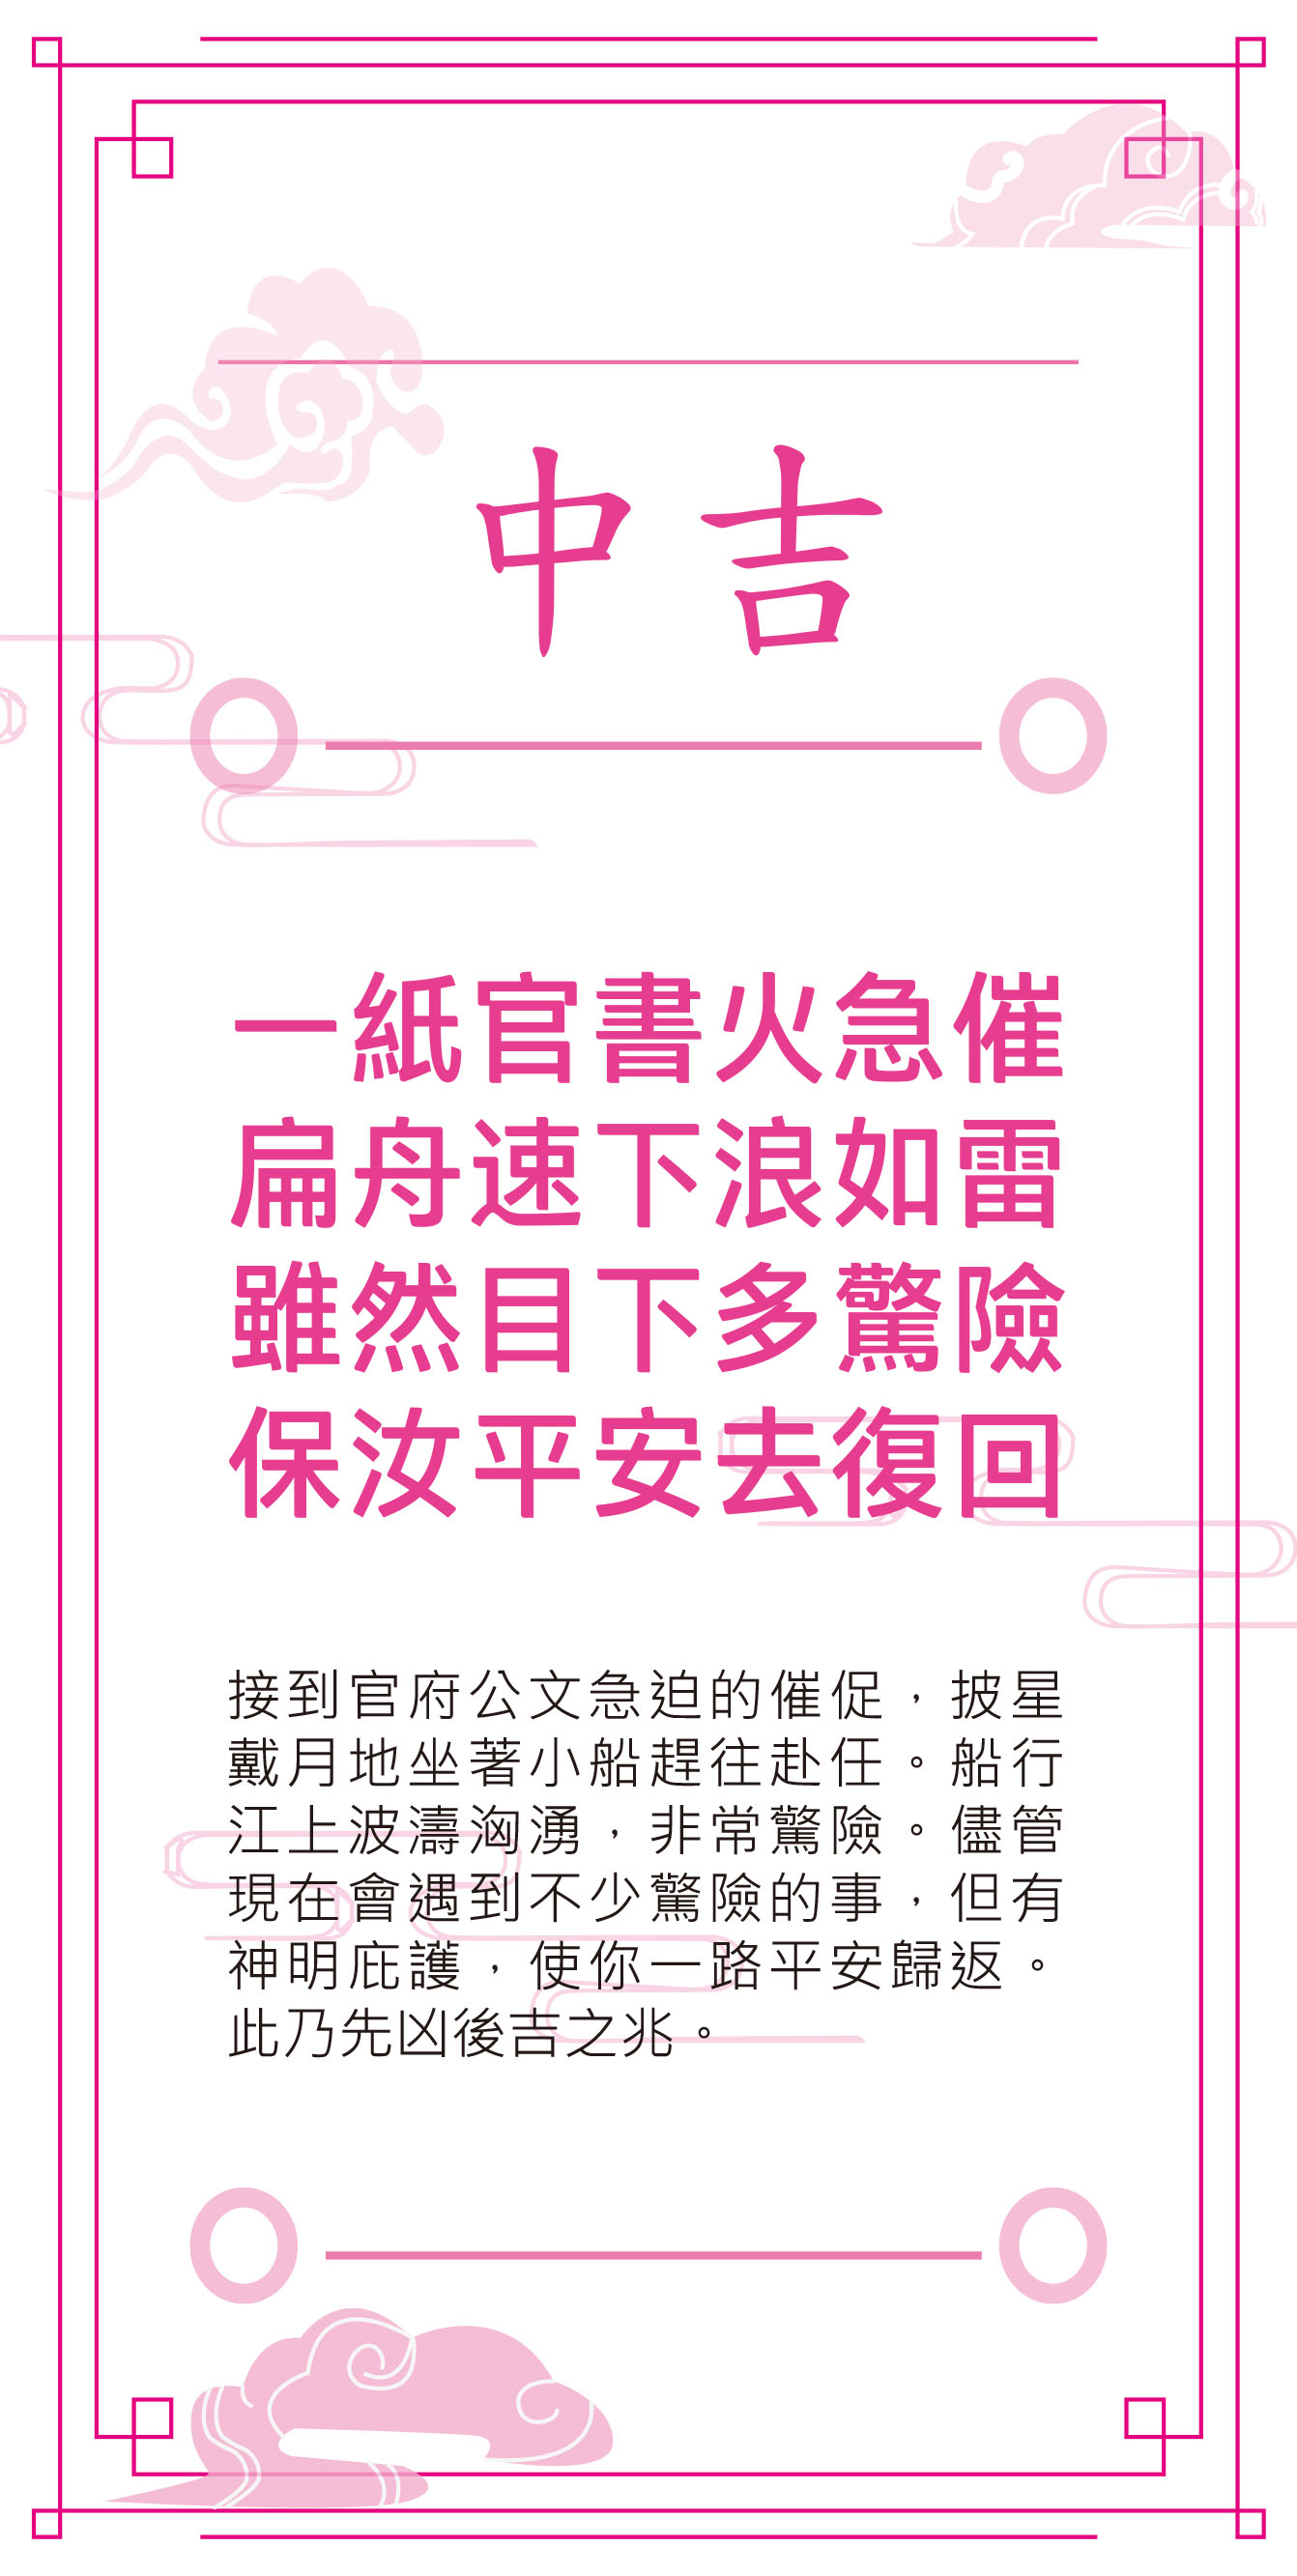 中吉
一紙官書火急催
扁舟速下浪如雷
雖然目下多驚險
保汝平安去復回
接到官府公文急迫的催促，披星
戴月地坐著小船趕往赴任。船行
江上波濤洶湧，非常驚險。儘管
現在會遇到不少驚險的事，但有
神明庇護，使你一路平安歸返。
此乃先凶後吉之兆。